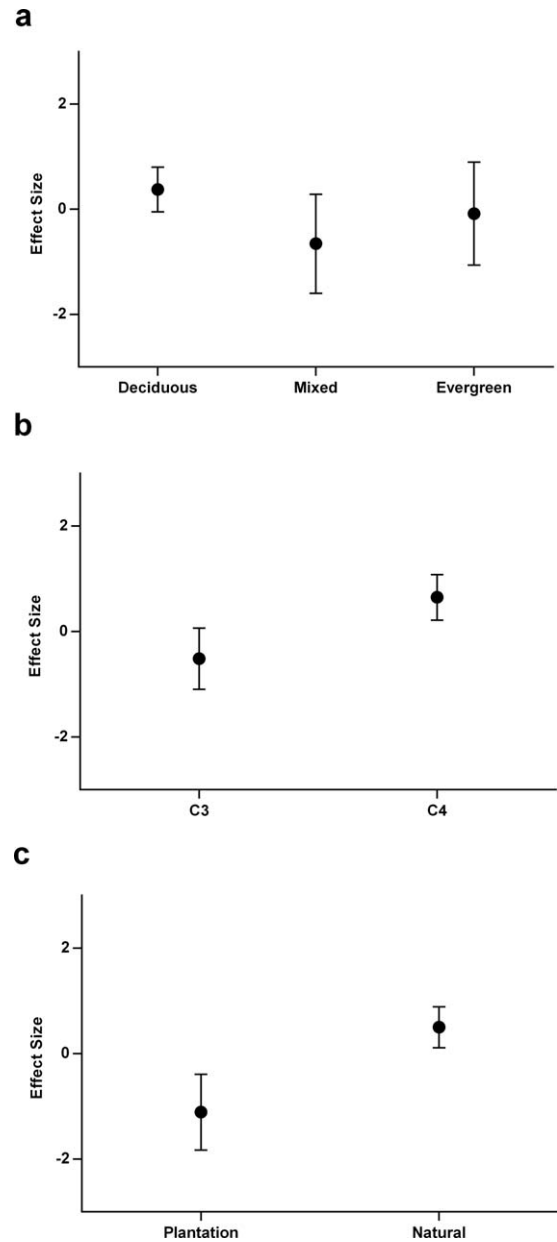 a
2
0
-2
Effect Size
Deciduous Mixed Evergreen
b
2
0
-2
Effect Size
C3 C4
c
2
0
-2
Effect Size
Plantation Natural